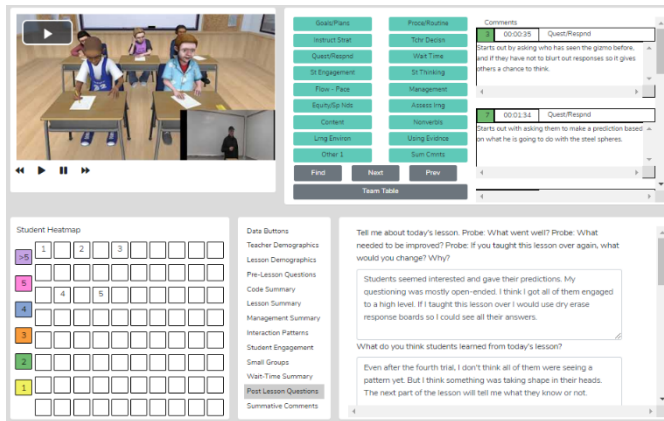 Goals/Plans
Proce/Routine
Instruct Strat
Tchr Decisn
Quest/Respnd
Wait Time
St Engagement
St Thinking
Flow - Pace
Management
Equity/Sp Nds
Assess Imp
Content
Nonverbls
Lrng Environ
Using Evidnce
Other 1
Sum Cmnts
Find
Next
Prev
Team Table
Comments
3 00:00:35 Quest/Respnd
Starts out by asking who has seen the gizmo before,
and if they have not to blurt out responses so it gives
others a chance to think.
7 00:01:34 Quest/Respnd
Starts out with asking them to make a prediction based
on what he is going to do with the steel spheres.
Student Heatmap
>5
5
4
3
2
1
1 2 3
4 5
Data Buttons
Teacher Demographics
Lesson Demographics
Pre-Lesson Questions
Code Summary
Lesson Summary
Management Summary
Interaction Patterns
Student Engagement
Small Groups
Wait-Time Summary
Post Lesson Questions
Summative Comments
Tell me about today's lesson. Probe: What went well? Probe: What
needed to be improved? Probe: If you taught this lesson over again, what
would you change? Why?
Students seemed interested and gave their predictions. My
questioning was mostly open-ended. I think I got all of them engaged
to a high level. If I taught this lesson over I would use dry erase
response boards so I could see all their answers.
What do you think students learned from today's lesson?
Even after the fourth trial, I don't think all of them were seeing a
pattern yet. But I think something was taking shape in their heads.
The next part of the lesson will tell me what they know or not.